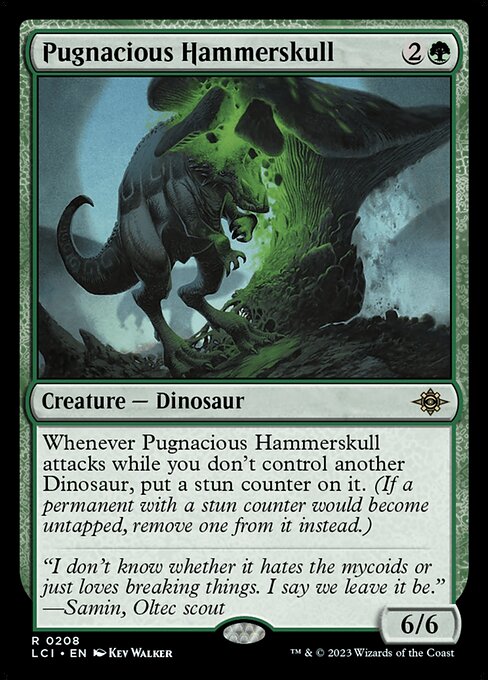 Pugnacious Hammerskull 2
Creature — Dinosaur
Whenever Pugnacious Hammerskull
attacks while you don't control another
Dinosaur, put a stun counter on it. (If a
permanent with a stun counter would become
untapped, remove one from it instead.)
"I don't know whether it hates the mycoids or
just loves breaking things. I say we leave it be."
—Samin, Oltec scout
6/6
R 0208
LCI • EN Key Walker
™ & © 2023 Wizards of the Coast